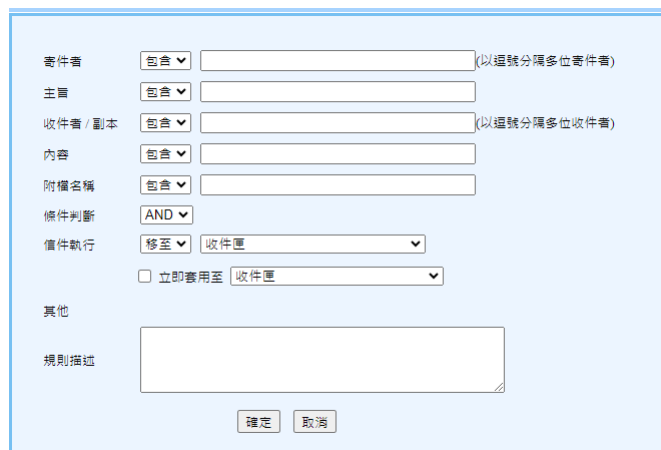 寄件者 包含 (以逗號分隔多位寄件者)
主旨 包含
收件者 / 副本 包含 (以逗號分隔多位收件者)
內容 包含
附檔名稱 包含
條件判斷 AND
信件執行 移至 收件匣
立即套用至 收件匣
其他
規則描述
確定 取消